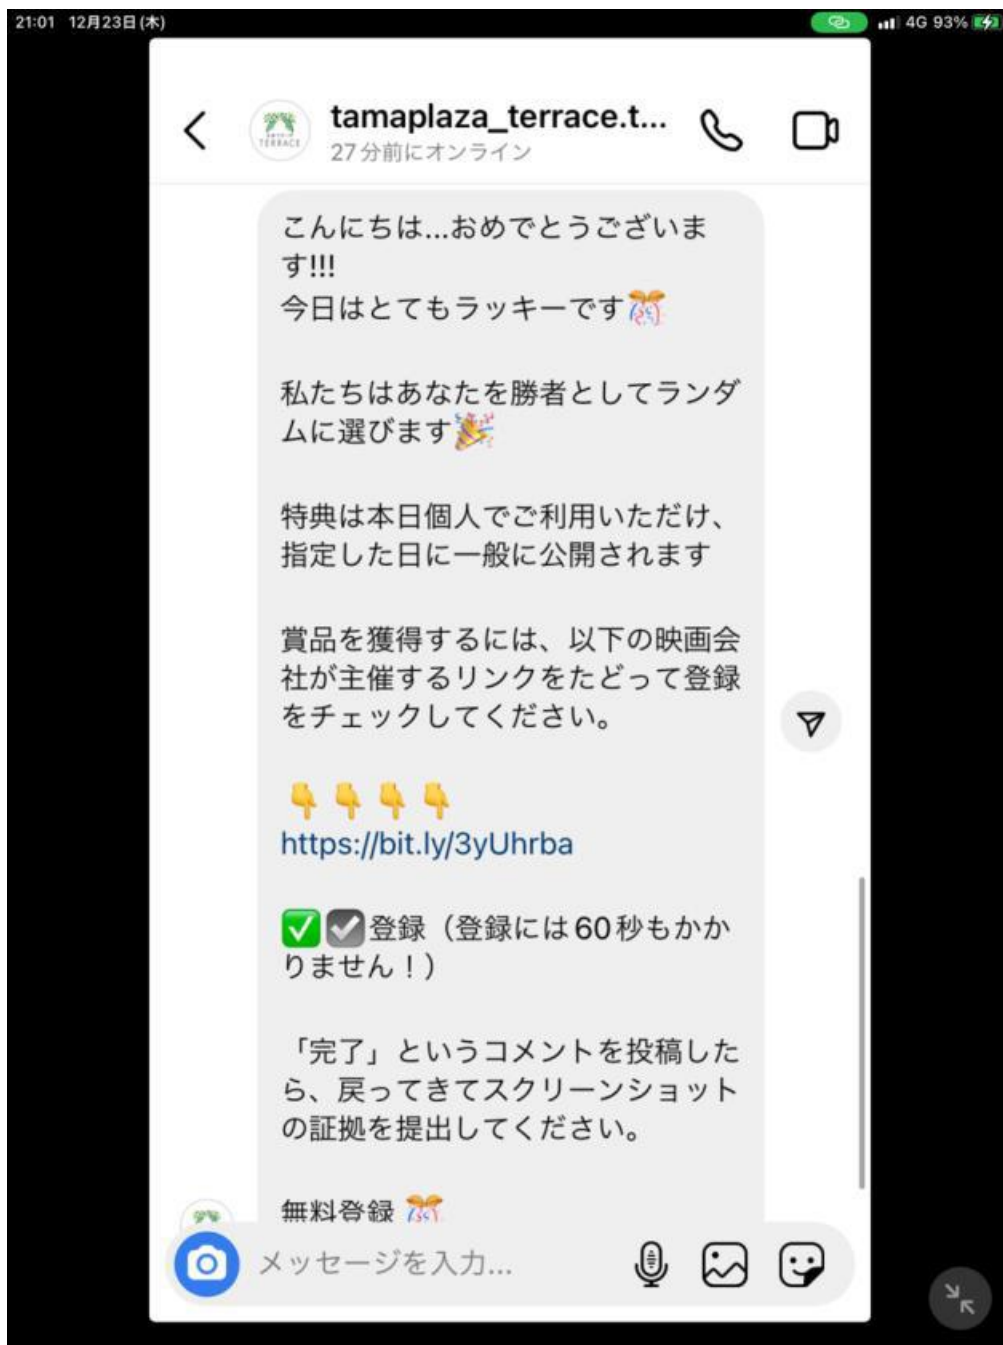 21:01 12月23日(木)
4G 93%
tamaplaza_terrace.t...
TERRACE
27分前にオンライン
こんにちは...おめでとうございま
す!!!
今日はとてもラッキーです🎊
私たちはあなたを勝者としてランダ
ムに選びます🎉
特典は本日個人でご利用いただけ、
指定した日に一般に公開されます
賞品を獲得するには、以下の映画会
社が主催するリンクをたどって登録
をチェックしてください。
👇👇👇👇
https://bit.ly/3yUhrba
✅☑登録（登録には60秒もかか
りません！）
「完了」というコメントを投稿した
ら、戻ってきてスクリーンショット
の証拠を提出してください。
無料登録🎊
メッセージを入力...